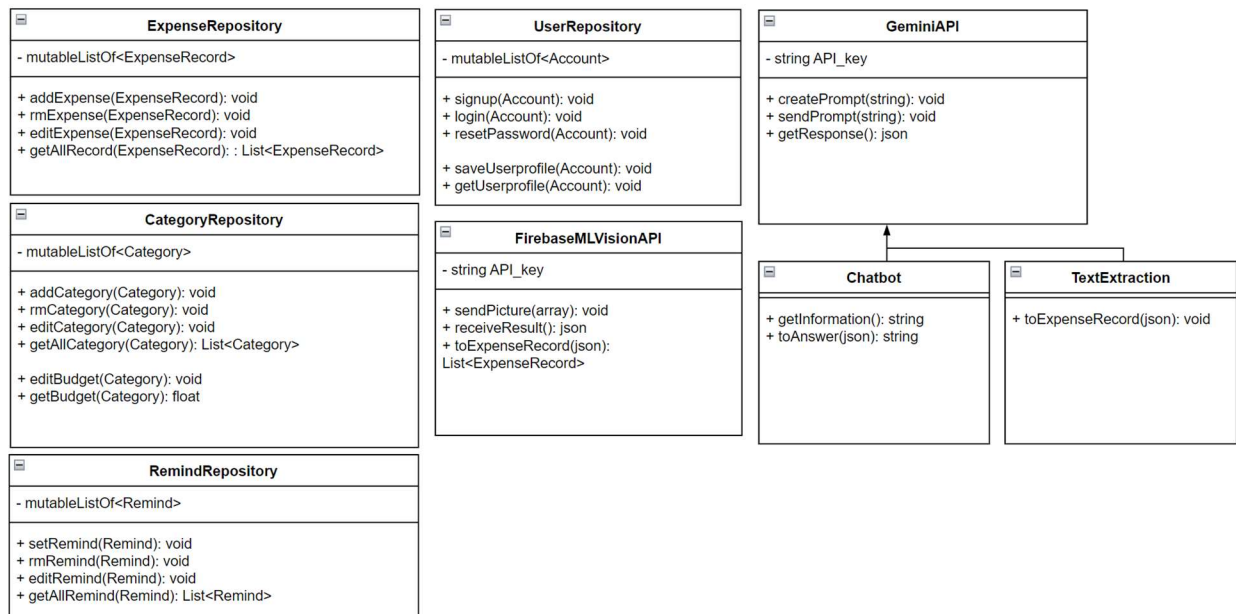 ExpenseRepository
- mutableListOf<ExpenseRecord>
+ addExpense(ExpenseRecord): void
+ rmExpense(ExpenseRecord): void
+ editExpense(ExpenseRecord): void
+ getAllRecord(ExpenseRecord): : List<ExpenseRecord>
CategoryRepository
- mutableListOf<Category>
+ addCategory(Category): void
+ rmCategory(Category): void
+ editCategory(Category): void
+ getAllCategory(Category): List<Category>
+ editBudget(Category): void
+ getBudget(Category): float
RemindRepository
- mutableListOf<Remind>
+ setRemind(Remind): void
+ rmRemind(Remind): void
+ editRemind(Remind): void
+ getAllRemind(Remind): List<Remind>
UserRepository
- mutableListOf<Account>
+ signup(Account): void
+ login(Account): void
+ resetPassword(Account): void
+ saveUserprofile(Account): void
+ getUserprofile(Account): void
FirebaseMLVisionAPI
- string API_key
+ sendPicture(array): void
+ receiveResult(): json
+ toExpenseRecord(json):
List<ExpenseRecord>
GeminiAPI
- string API_key
+ createPrompt(string): void
+ sendPrompt(string): void
+ getResponse(): json
Chatbot
+ getInformation(): string
+ toAnswer(json): string
TextExtraction
+ toExpenseRecord(json): void